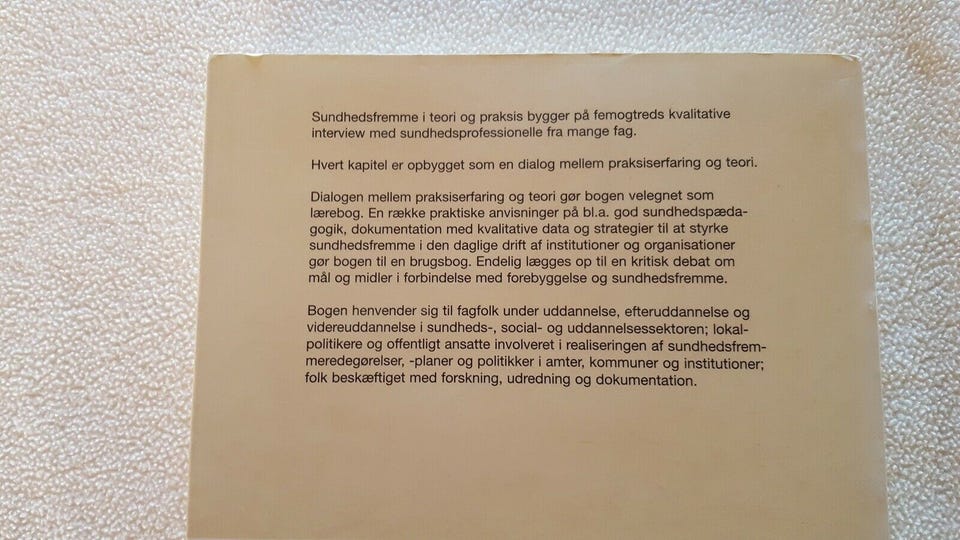 Sundhedsfremme i teori og praksis bygger på femogtreds kvalitative
interview med sundhedsprofessionelle fra mange fag.
Hvert kapitel er opbygget som en dialog mellem praksiserfaring og teori.
Dialogen mellem praksiserfaring og teori gør bogen velegnet som
lærebog. En række praktiske anvisninger på bl.a. god sundhedspæda-
gogik, dokumentation med kvalitative data og strategier til at styrke
sundhedsfremme i den daglige drift af institutioner og organisationer
gør bogen til en brugsbog. Endelig lægges op til en kritisk debat om
mål og midler i forbindelse med forebyggelse og sundhedsfremme.
Bogen henvender sig til fagfolk under uddannelse, efteruddannelse og
videreuddannelse i sundheds-, social- og uddannelsessektoren; lokal-
politikere og offentligt ansatte involveret i realiseringen af sundhedsfrem-
meredegørelser, -planer og politikker i amter, kommuner og institutioner;
folk beskæftiget med forskning, udredning og dokumentation.